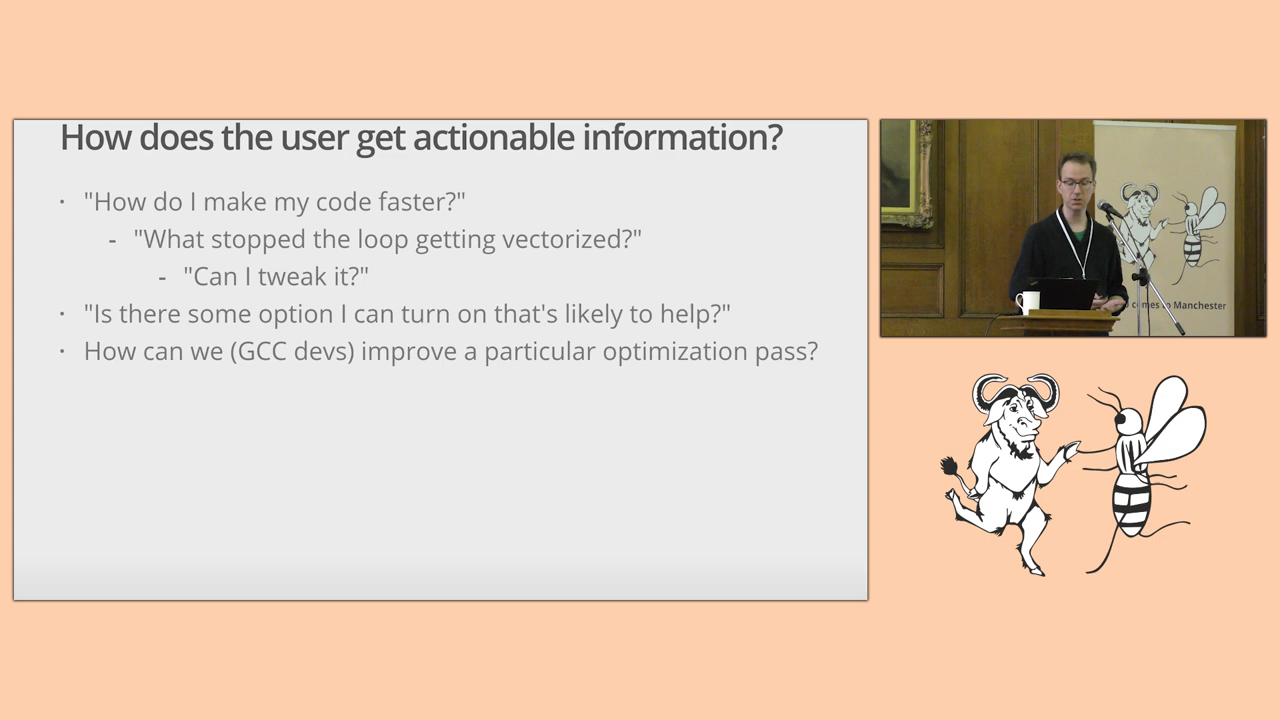 How does the user get actionable information?
· "How do I make my code faster?"
- "What stopped the loop getting vectorized?"
- "Can I tweak it?"
· "Is there some option I can turn on that's likely to help?"
· How can we (GCC devs) improve a particular optimization pass?
comes to Manchester